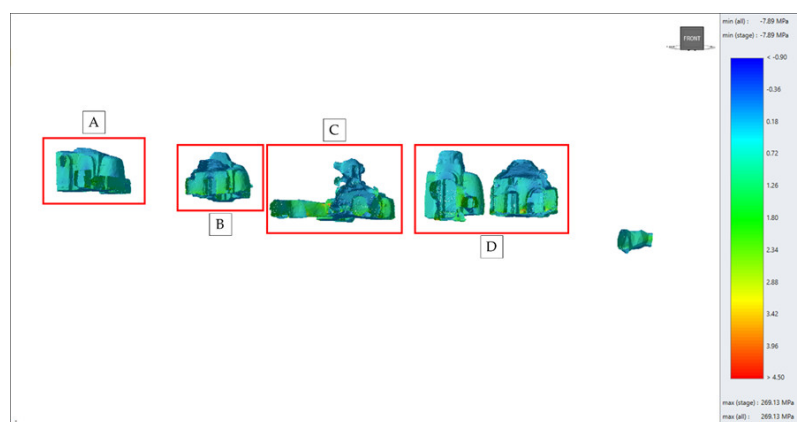 min (all) : -7.89 MPa
min (stage) : -7.89 MPa
FRONT
< -0.90
-0.36
0.18
0.72
1.26
1.80
2.34
2.88
3.42
3.96
> 4.50
A
C
B
D
max (stage) : 269.13 MPa
max (all) : 269.13 MPa